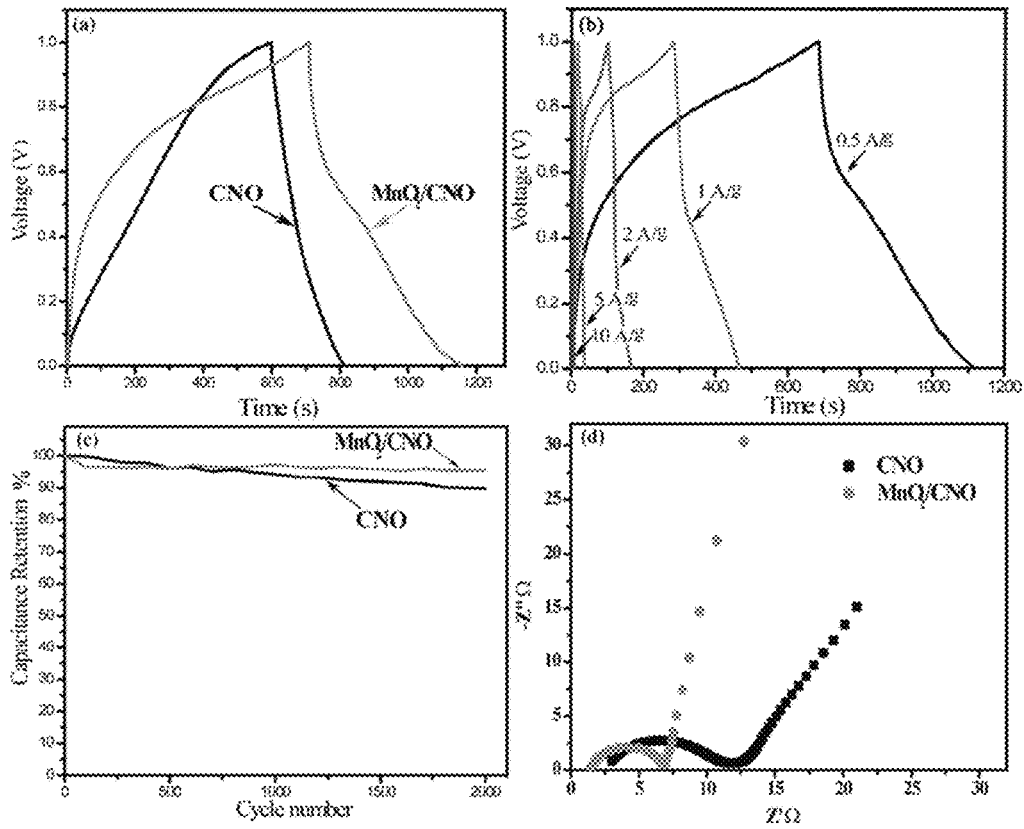 (a)
1.0
0.8
0.6
0.4
0.2
0.0
Voltage (V)
CNO
MnO2/CNO
0 200 400 600 800 1000 1200
Time (s)
(b)
1.0
0.8
0.6
0.4
0.2
0.0
Voltage (V)
0.5 A/g
1 A/g
2 A/g
5 A/g
10 A/g
0 200 400 600 800 1000 1200
Time (s)
(c)
100
90
80
70
60
50
40
30
20
10
0
Capacitance Retention %
MnO2/CNO
CNO
0 500 1000 1500 2000
Cycle number
(d)
30
25
20
15
10
5
0
-Z'' Ω
CNO
MnO2/CNO
0 5 10 15 20 25 30
Z' Ω